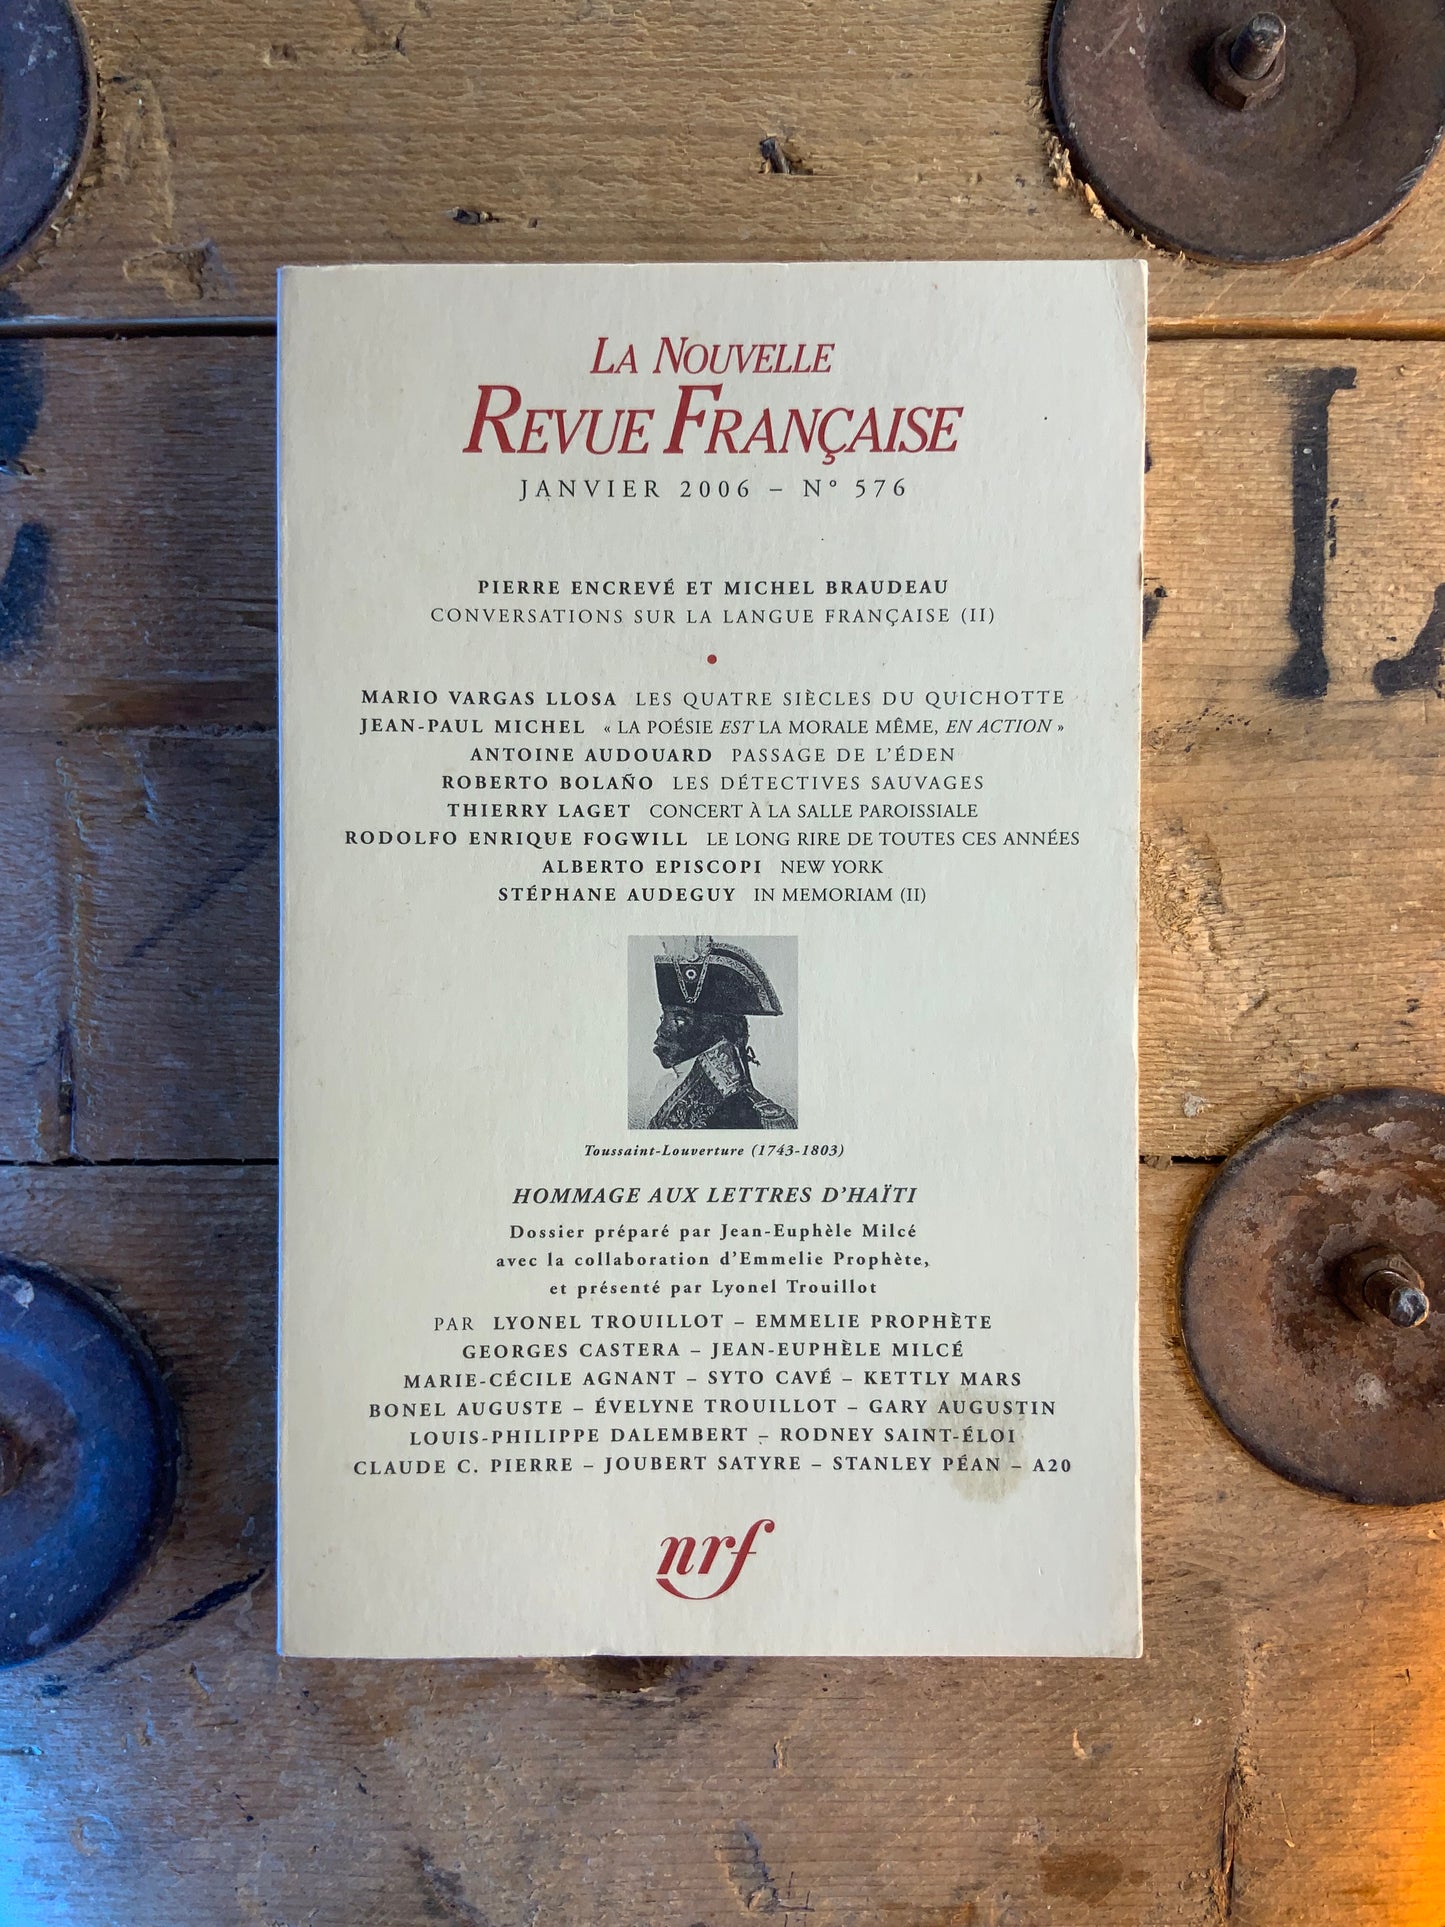 LA NOUVELLE
REVUE FRANÇAISE
JANVIER 2006 – N° 576
PIERRE ENCREVÉ ET MICHEL BRAUDEAU
CONVERSATIONS SUR LA LANGUE FRANÇAISE (II)
MARIO VARGAS LLOSA LES QUATRE SIÈCLES DU QUICHOTTE
JEAN-PAUL MICHEL « LA POÉSIE EST LA MORALE MÊME, EN ACTION »
ANTOINE AUDOUARD PASSAGE DE L'ÉDEN
ROBERTO BOLAÑO LES DÉTECTIVES SAUVAGES
THIERRY LAGET CONCERT À LA SALLE PAROISSIALE
RODOLFO ENRIQUE FOGWILL LE LONG RIRE DE TOUTES CES ANNÉES
ALBERTO EPISCOPI NEW YORK
STÉPHANE AUDEGUY IN MEMORIAM (II)
Toussaint-Louverture (1743-1803)
HOMMAGE AUX LETTRES D'HAÏTI
Dossier préparé par Jean-Euphèle Milcé
avec la collaboration d'Emmelie Prophète,
et présenté par Lyonel Trouillot
PAR LYONEL TROUILLOT – EMMELIE PROPHÈTE
GEORGES CASTERA – JEAN-EUPHÈLE MILCÉ
MARIE-CÉCILE AGNANT – SYTO CAVÉ – KETTLY MARS
BONEL AUGUSTE – ÉVELYNE TROUILLOT – GARY AUGUSTIN
LOUIS-PHILIPPE DALEMBERT – RODNEY SAINT-ÉLOI
CLAUDE C. PIERRE – JOUBERT SATYRE – STANLEY PÉAN – A20
nrf